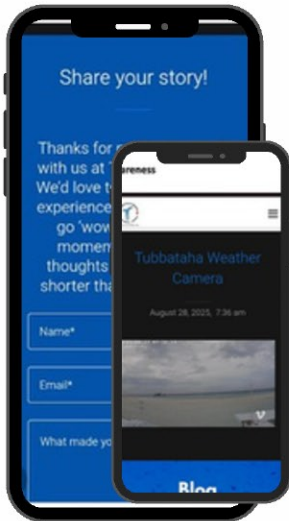 Share your story!
Thanks for
with us at
We'd love
experience
go 'wow
momen
thoughts
shorter tha
Name*
Email*
What made yo
areness
Tubbataha Weather
Camera
August 28, 2025, 7:36 am
Blog